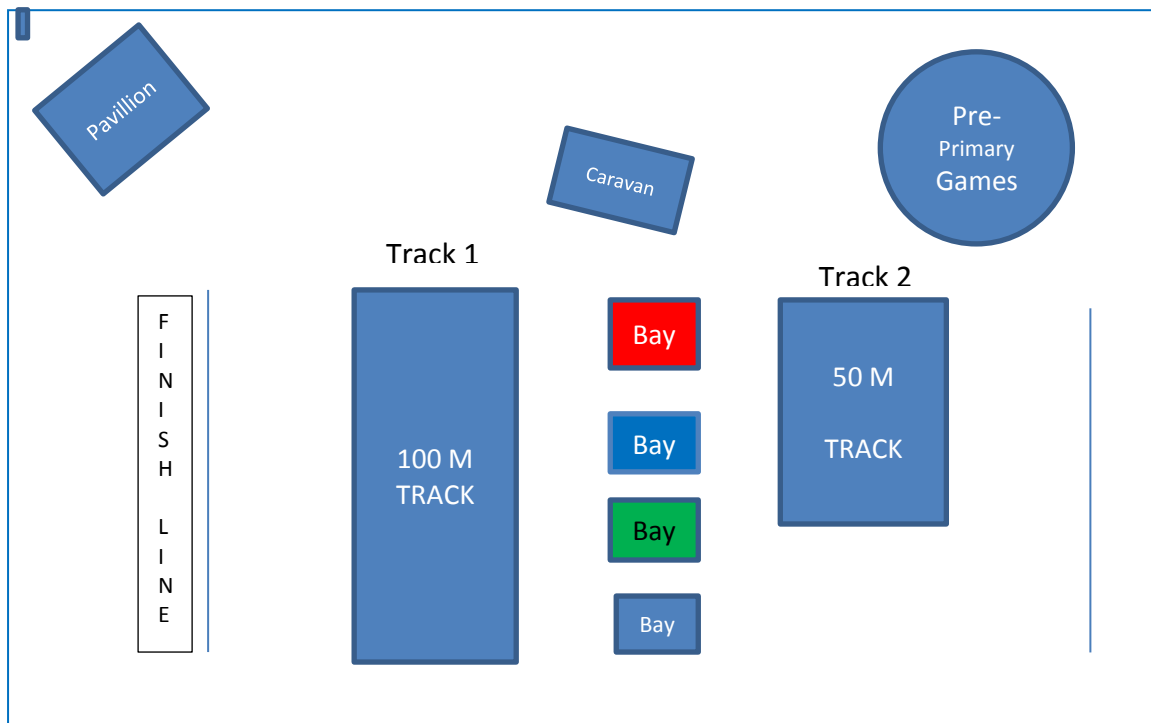 Pavillion
Pre-
Primary
Games
Caravan
Track 1
Track 2
F
I
N
I
S
H
L
I
N
E
100 M
TRACK
Bay
Bay
Bay
Bay
50 M
TRACK